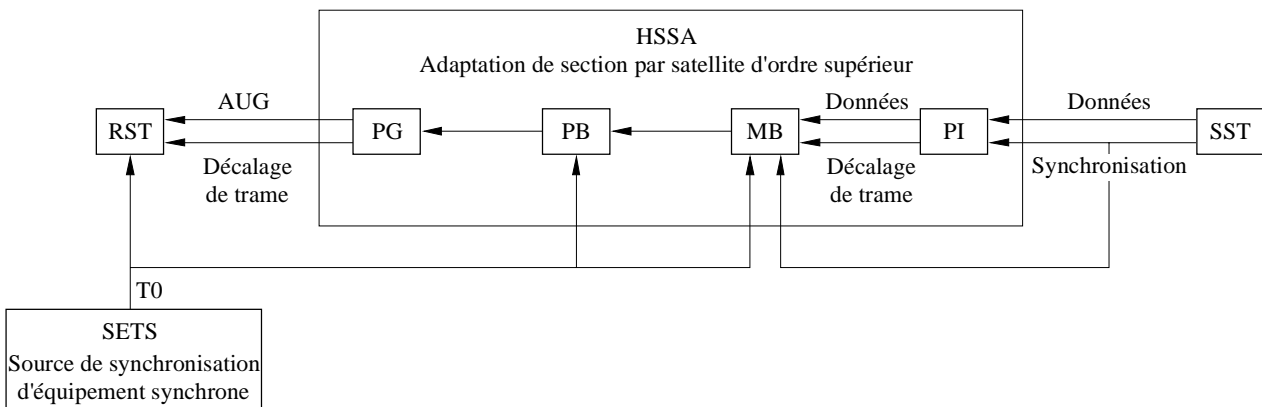 HSSA
Adaptation de section par satellite d'ordre supérieur
AUG
Données
Données
RST
PG
PB
MB
PI
SST
Décalage
de trame
Décalage
de trame
Synchronisation
T0
SETS
Source de synchronisation
d'équipement synchrone